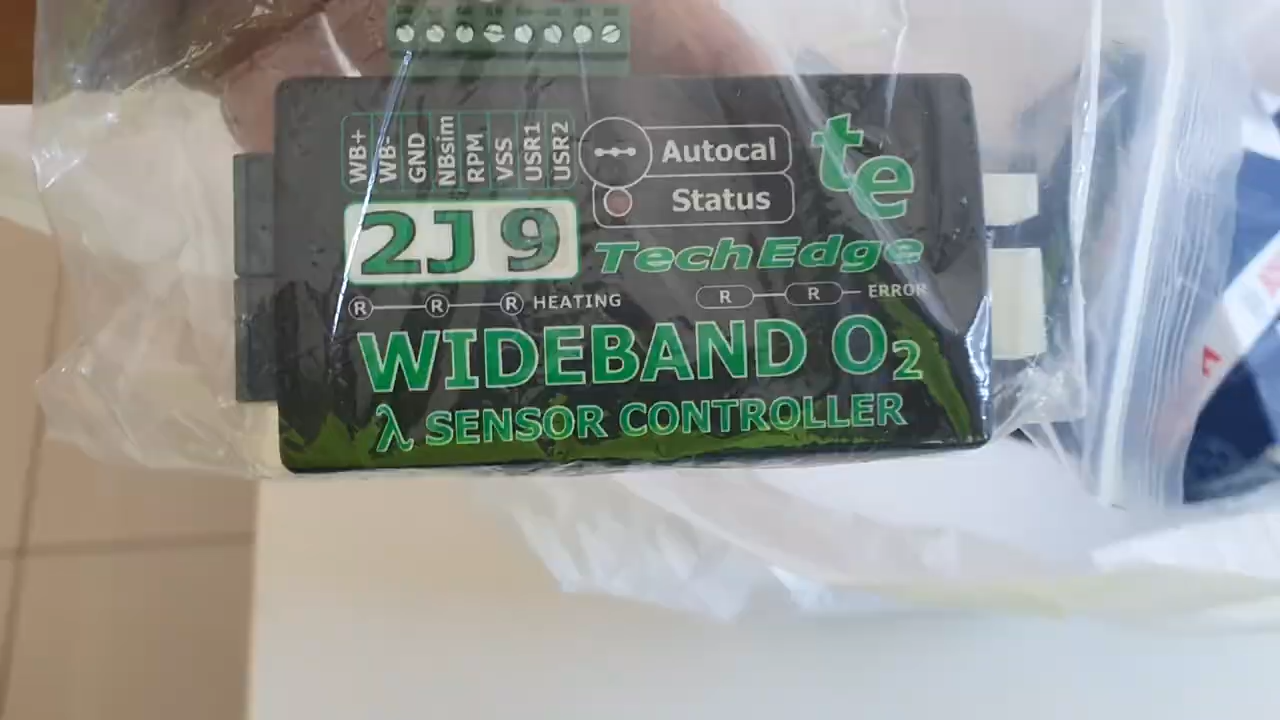 WB+
WB-
GND
NBsim
RPM
VSS
USR1
USR2
Autocal
Status
te
2J9
TechEdge
R R R HEATING
R R ERROR
WIDEBAND O₂
λ SENSOR CONTROLLER